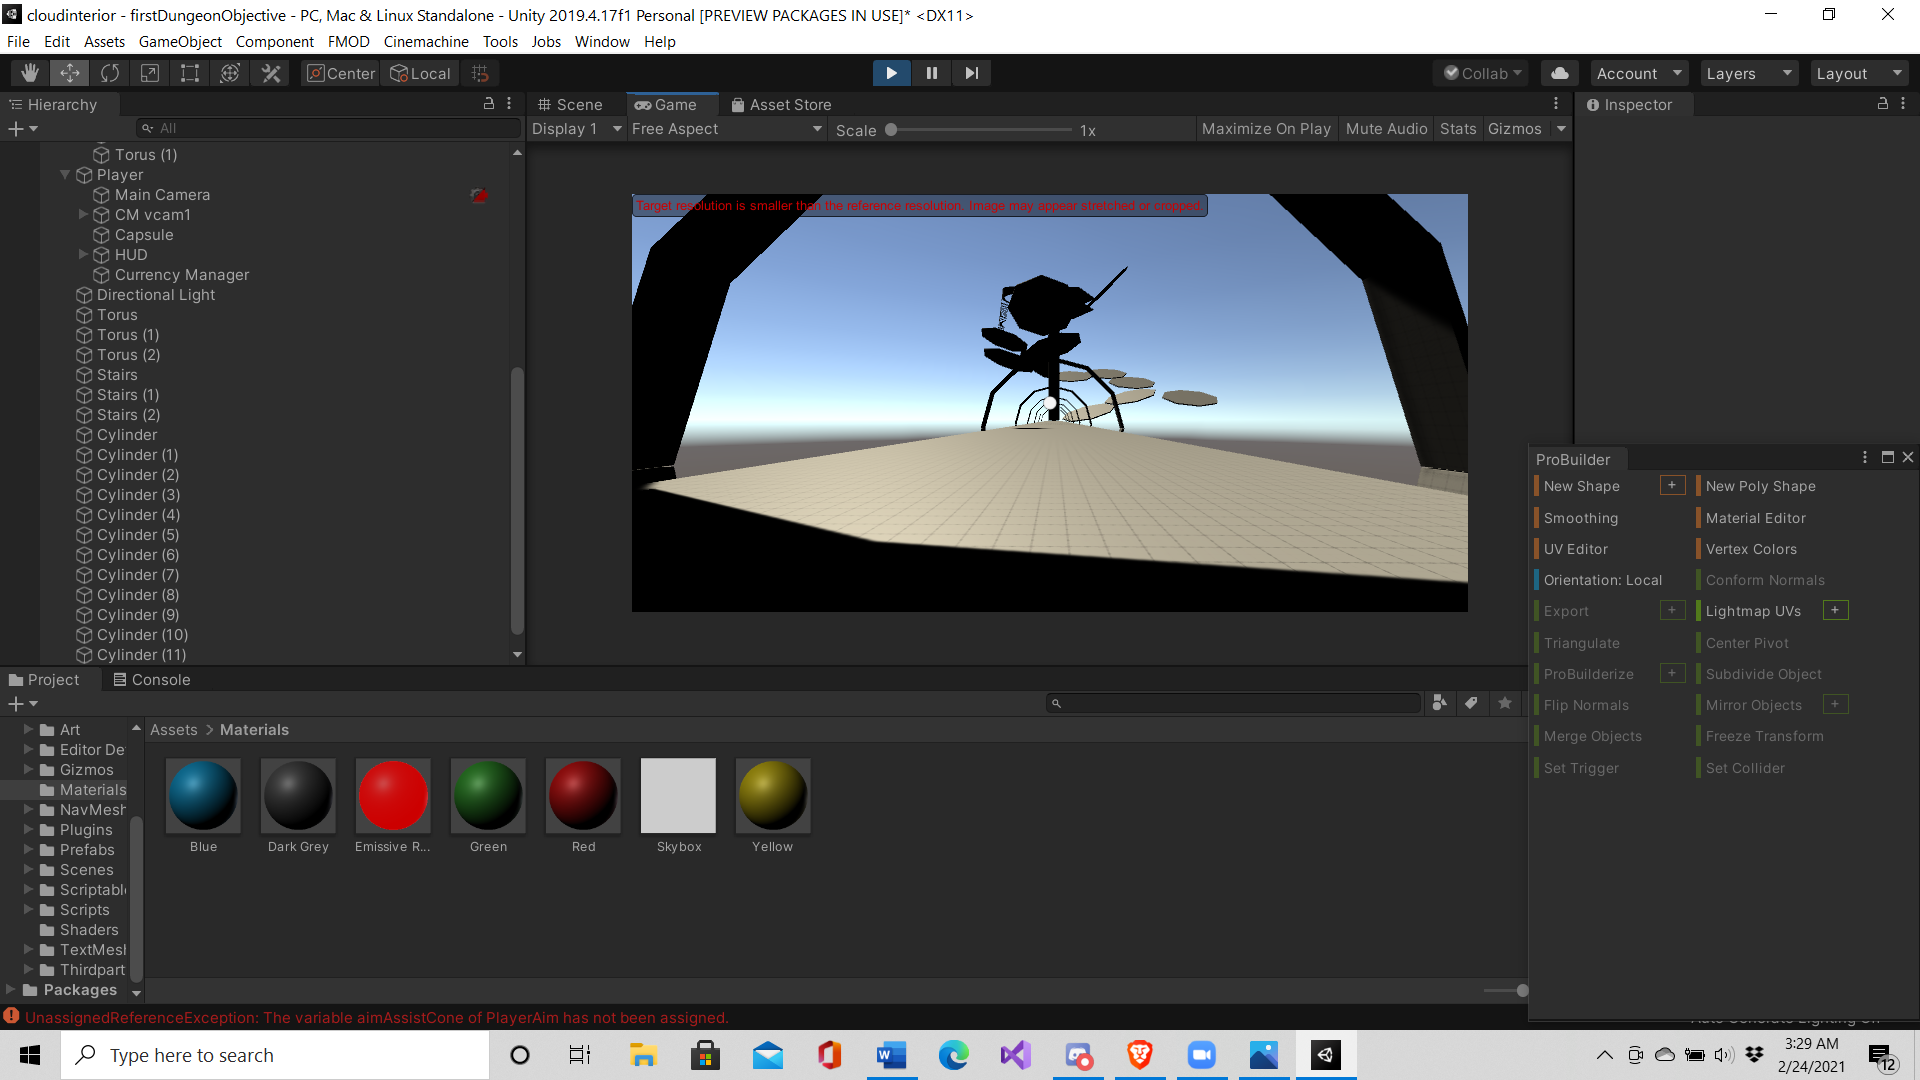 cloudinterior - firstDungeonObjective - PC, Mac & Linux Standalone - Unity 2019.4.17f1 Personal [PREVIEW PACKAGES IN USE]* <DX11>
File Edit Assets GameObject Component FMOD Cinemachine Tools Jobs Window Help
Center Local Collab Account Layers Layout
Hierarchy
All
Torus (1)
Player
Main Camera
CM vcam1
Capsule
HUD
Currency Manager
Directional Light
Torus
Torus (1)
Torus (2)
Stairs
Stairs (1)
Stairs (2)
Cylinder
Cylinder (1)
Cylinder (2)
Cylinder (3)
Cylinder (4)
Cylinder (5)
Cylinder (6)
Cylinder (7)
Cylinder (8)
Cylinder (9)
Cylinder (10)
Cylinder (11)
Scene Game Asset Store
Display 1 Free Aspect Scale 1x Maximize On Play Mute Audio Stats Gizmos
Target resolution is smaller than the reference resolution. Image may appear stretched or cropped.
Inspector
ProBuilder
New Shape + New Poly Shape
Smoothing Material Editor
UV Editor Vertex Colors
Orientation: Local Conform Normals
Export + Lightmap UVs +
Triangulate Center Pivot
ProBuilderize + Subdivide Object
Flip Normals Mirror Objects +
Merge Objects Freeze Transform
Set Trigger Set Collider
Project Console
Art
Editor De
Gizmos
Materials
NavMesh
Plugins
Prefabs
Scenes
Scriptabl
Scripts
Shaders
TextMesh
Thirdpart
Packages
Assets > Materials
Blue Dark Grey Emissive R... Green Red Skybox Yellow
UnassignedReferenceException: The variable aimAssistCone of PlayerAim has not been assigned.
Type here to search
3:29 AM
2/24/2021
12